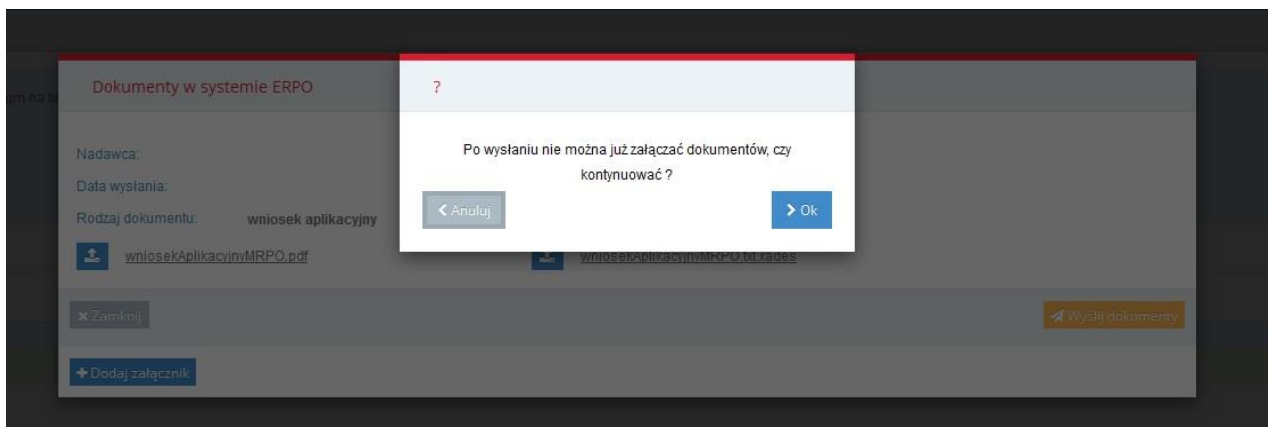 Dokumenty w systemie ERPO
?
Po wysłaniu nie można już załączać dokumentów, czy
kontynuować ?
Anuluj
Ok
Nadawca:
Data wysłania:
Rodzaj dokumentu: wniosek aplikacyjny
wniosekAplikacyjnyMRPO.pdf
wniosekAplikacyjnyMRPO.txt.xades
Zamknij
Wyślij dokumenty
Dodaj załącznik